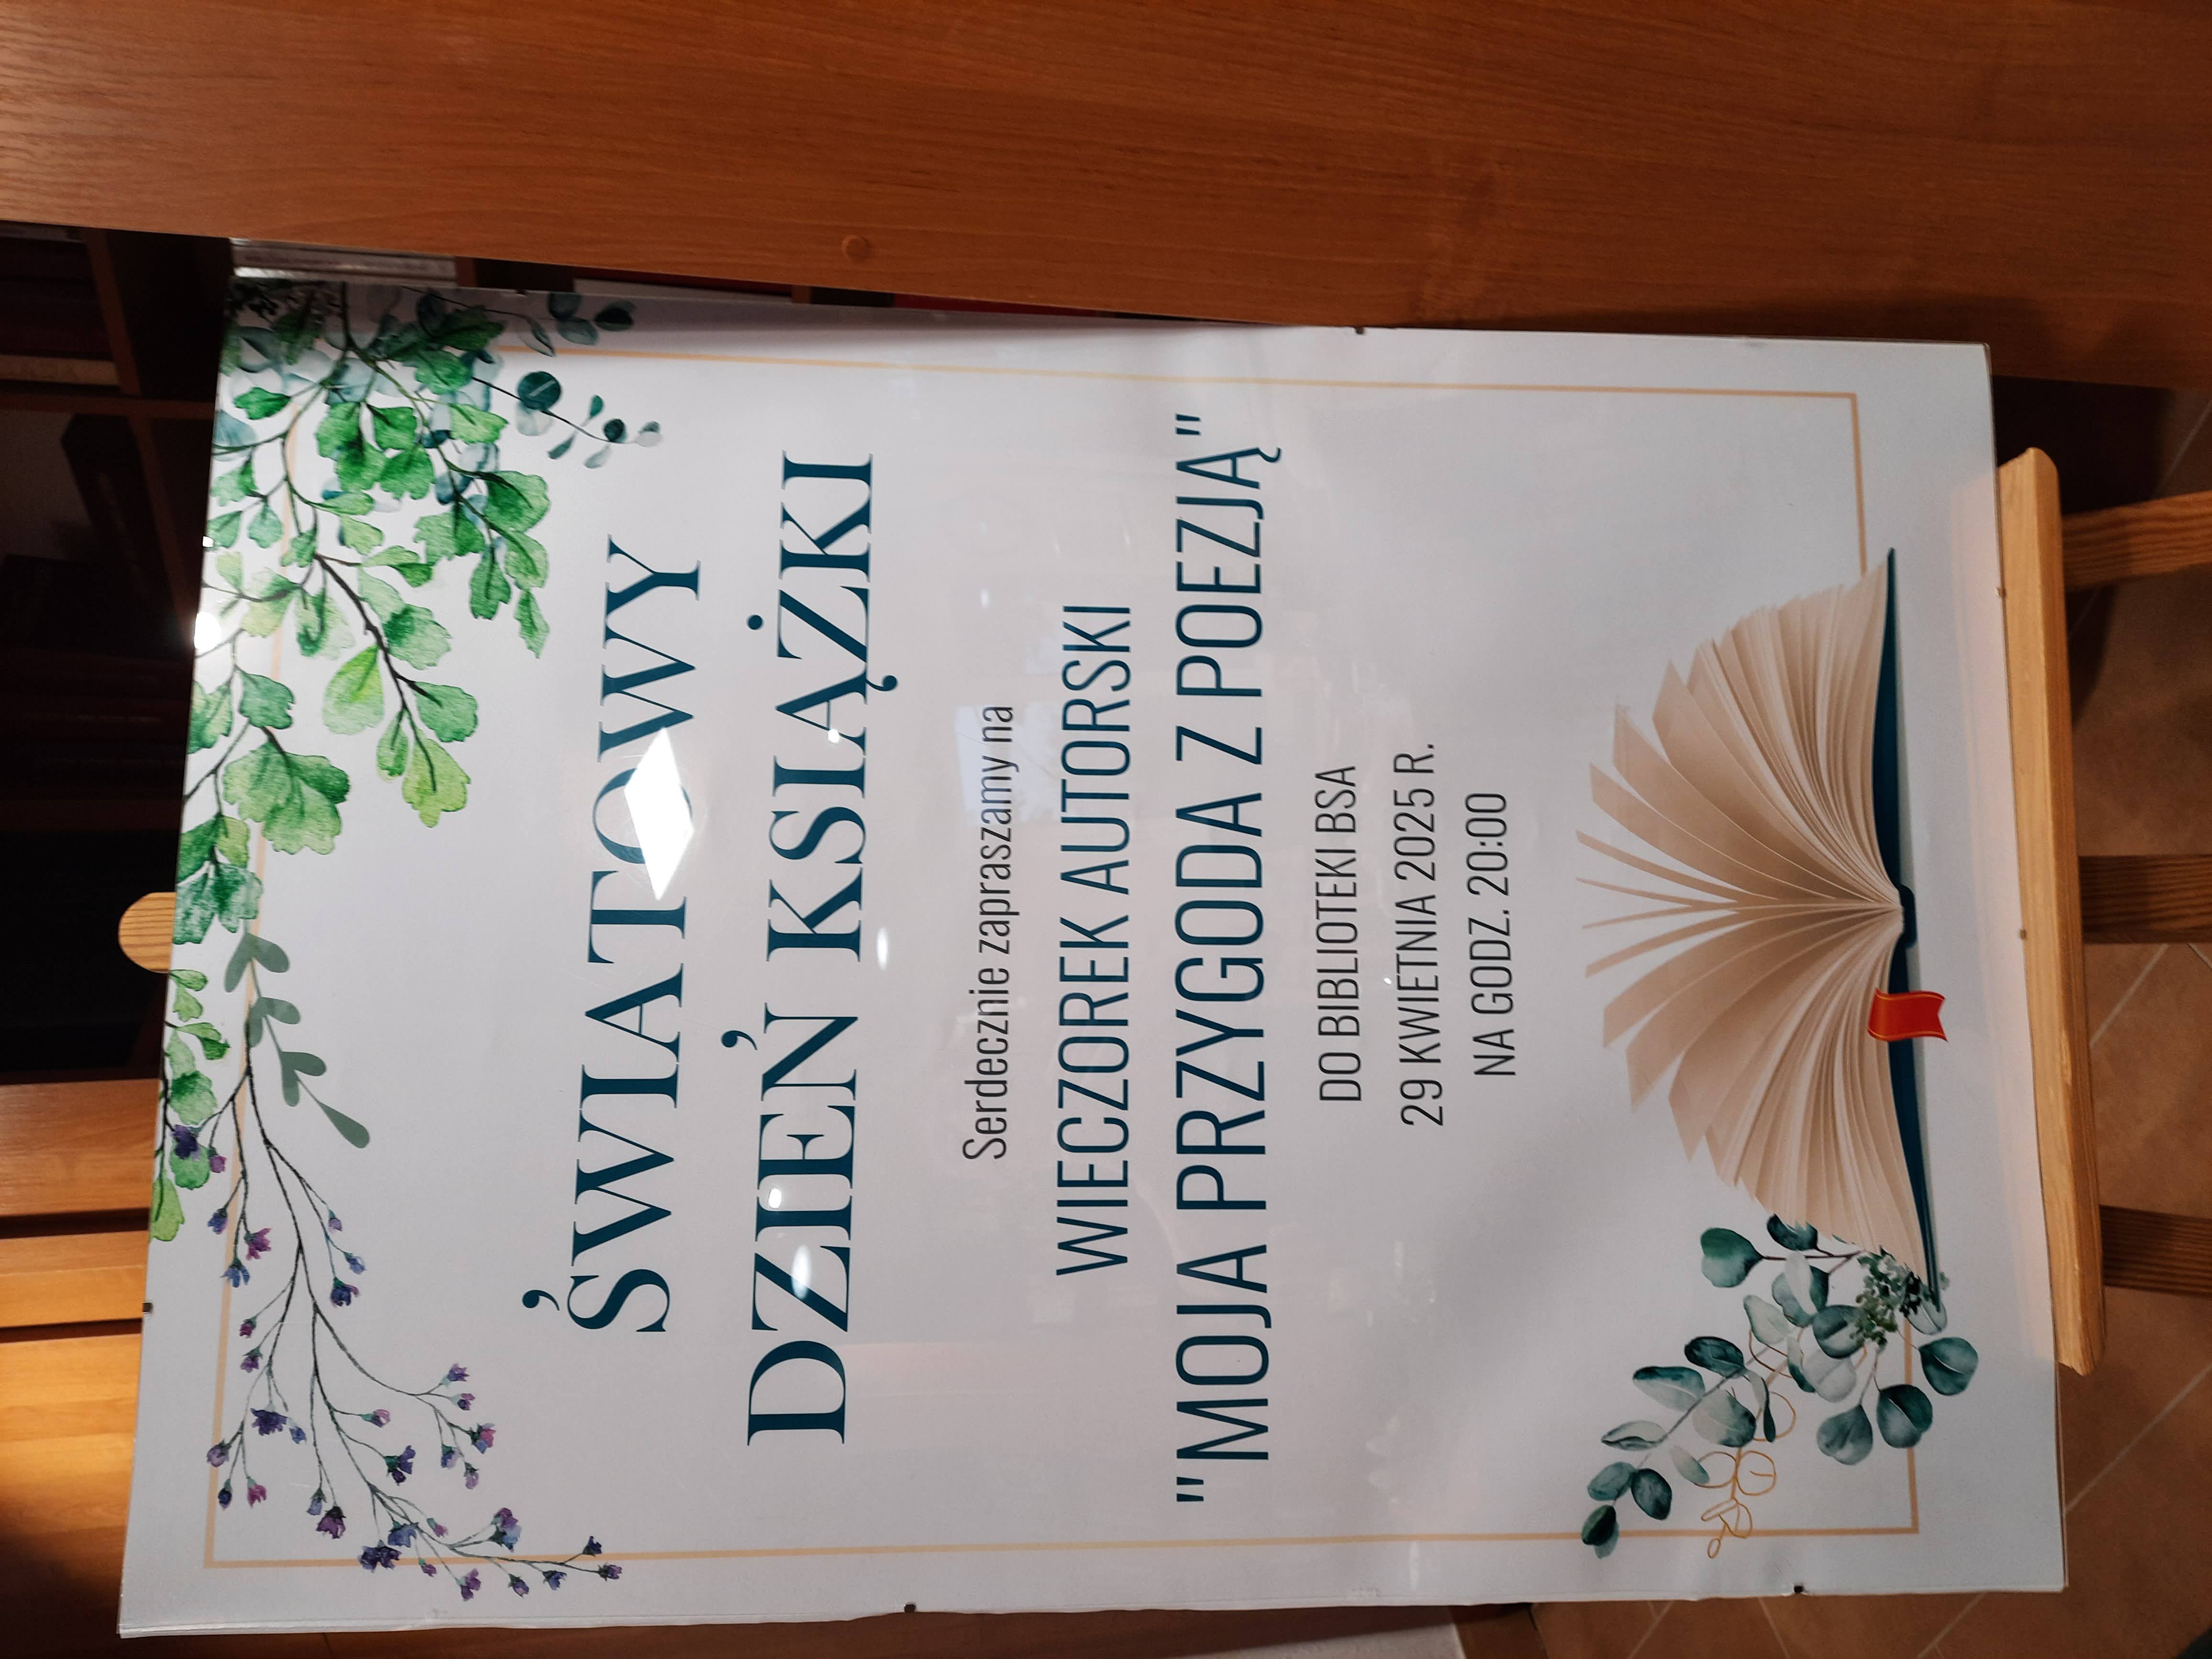 ŚWIATOWY
DZIEŃ KSIĄŻKI
Serdecznie zapraszamy na
WIECZOREK AUTORSKI
"MOJA PRZYGODA Z POEZJĄ"
DO BIBLIOTEKI BSA
29 KWIETNIA 2025 R.
NA GODZ. 20:00